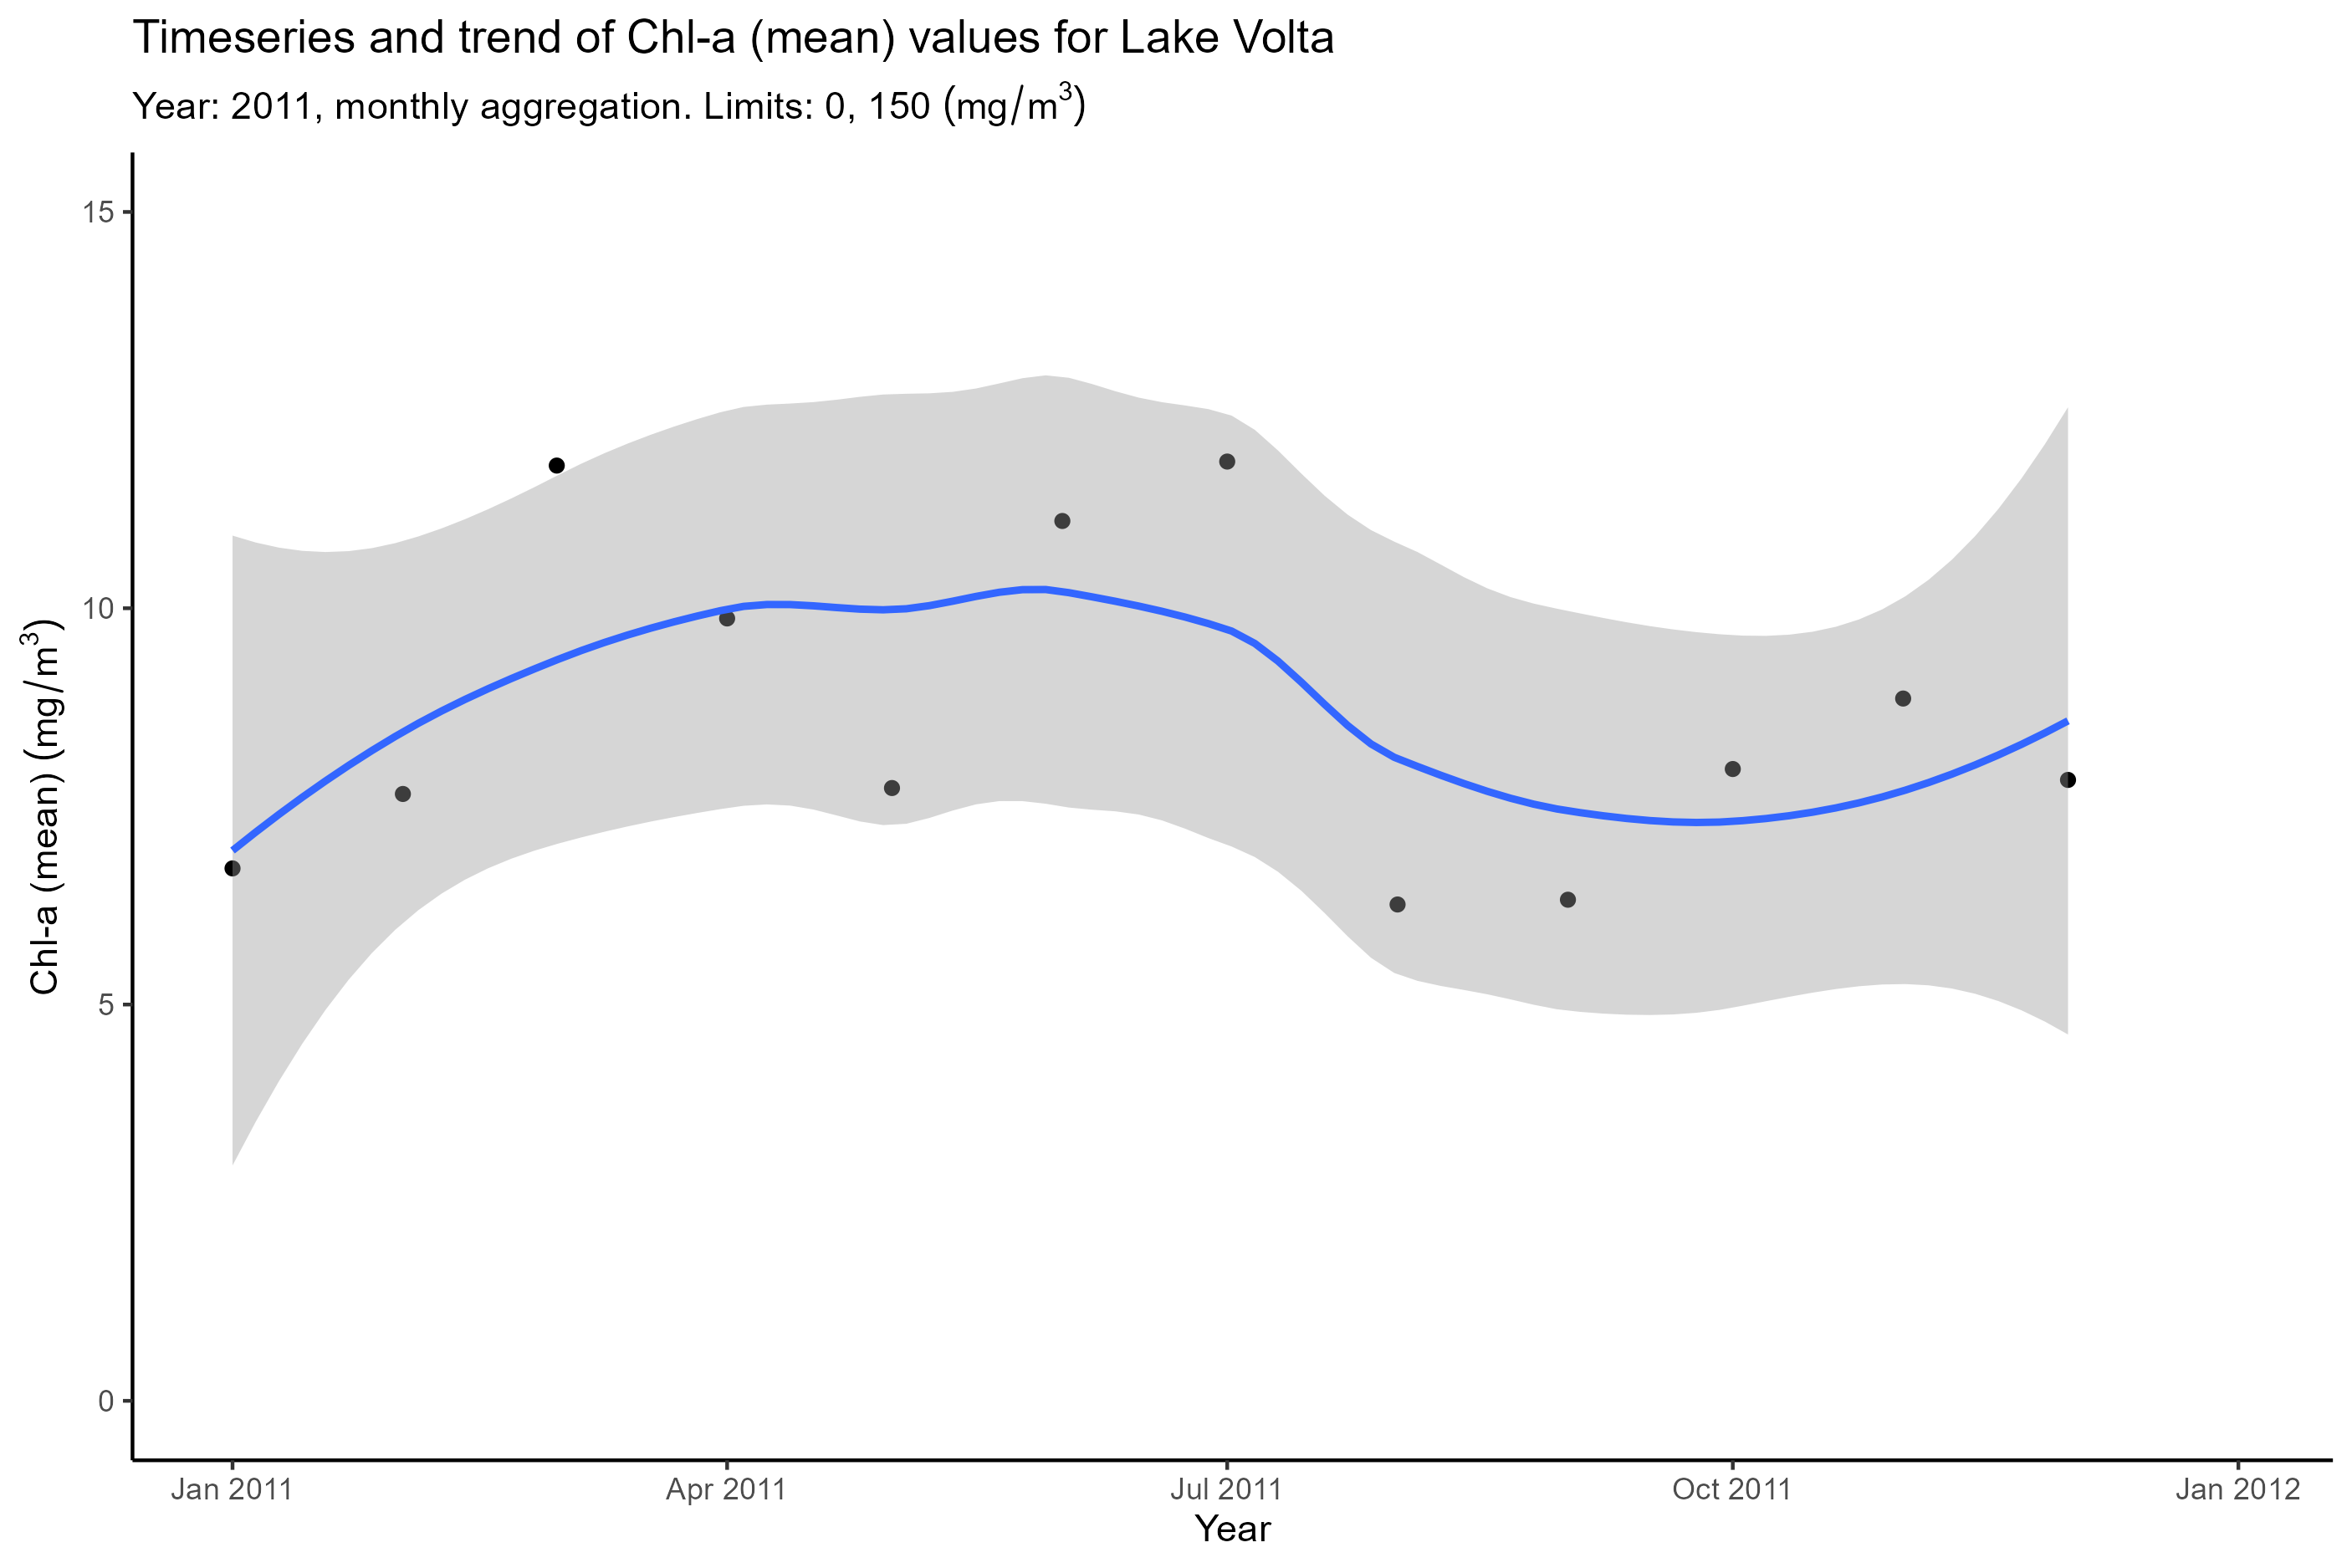 Timeseries and trend of Chl-a (mean) values for Lake Volta
Year: 2011, monthly aggregation. Limits: 0, 150 (mg/m³)
15
10
5
0
Chl-a (mean) (mg/m³)
Jan 2011
Apr 2011
Jul 2011
Oct 2011
Jan 2012
Year